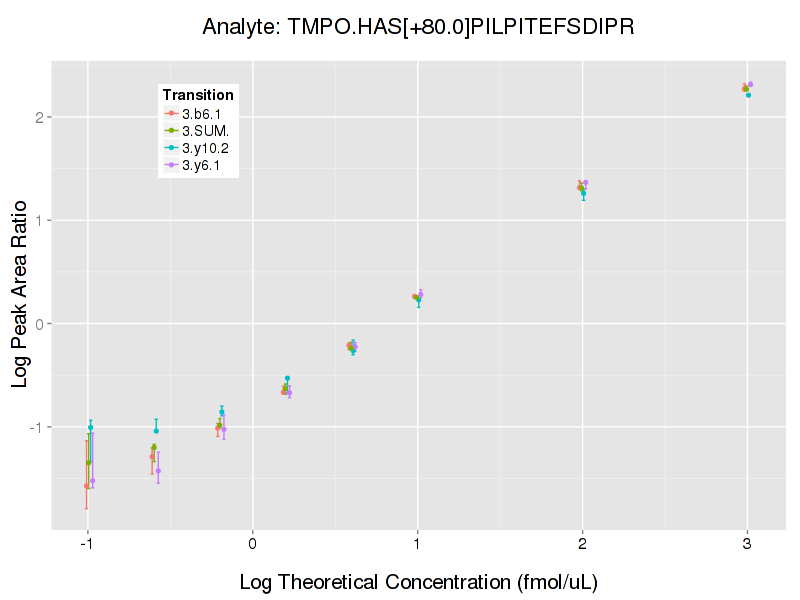 Analyte: TMPO.HAS[+80.0]PILPITEFSDIPR
Transition
3.b6.1
3.SUM.
3.y10.2
3.y6.1
Log Peak Area Ratio
2
1
0
-1
-1 0 1 2 3
Log Theoretical Concentration (fmol/uL)